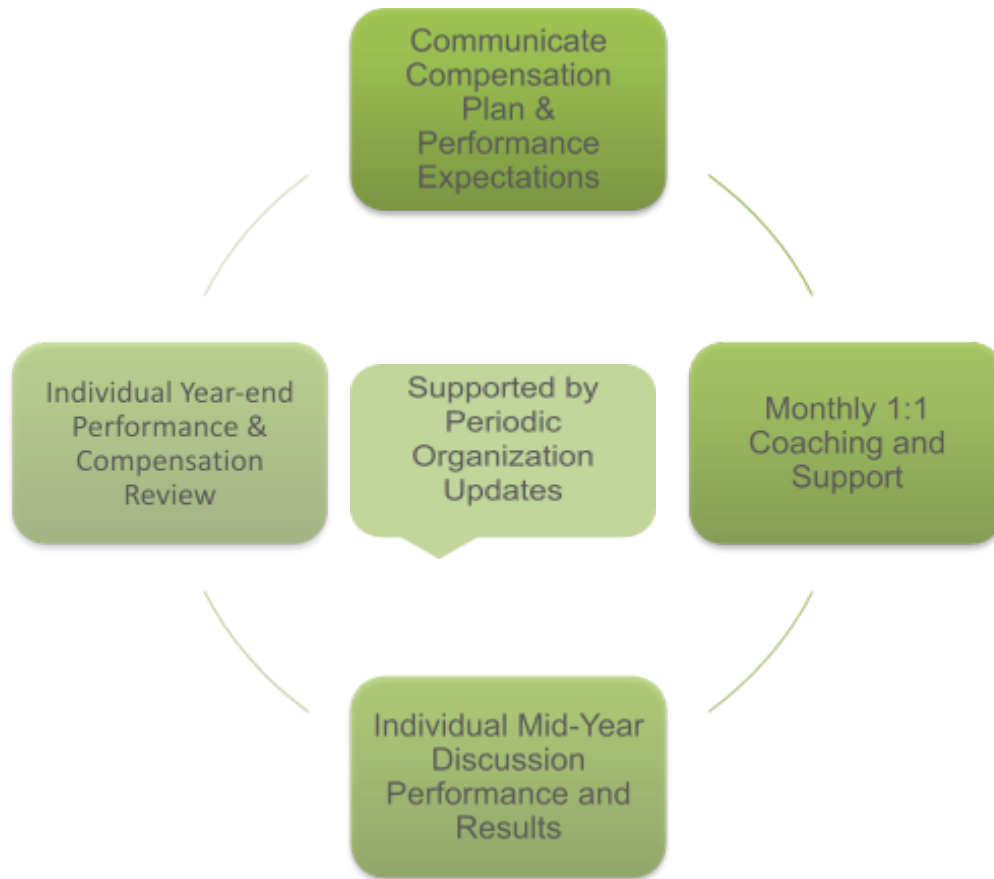 Communicate
Compensation
Plan &
Performance
Expectations
Individual Year-end
Performance &
Compensation
Review
Supported by
Periodic
Organization
Updates
Monthly 1:1
Coaching and
Support
Individual Mid-Year
Discussion
Performance and
Results